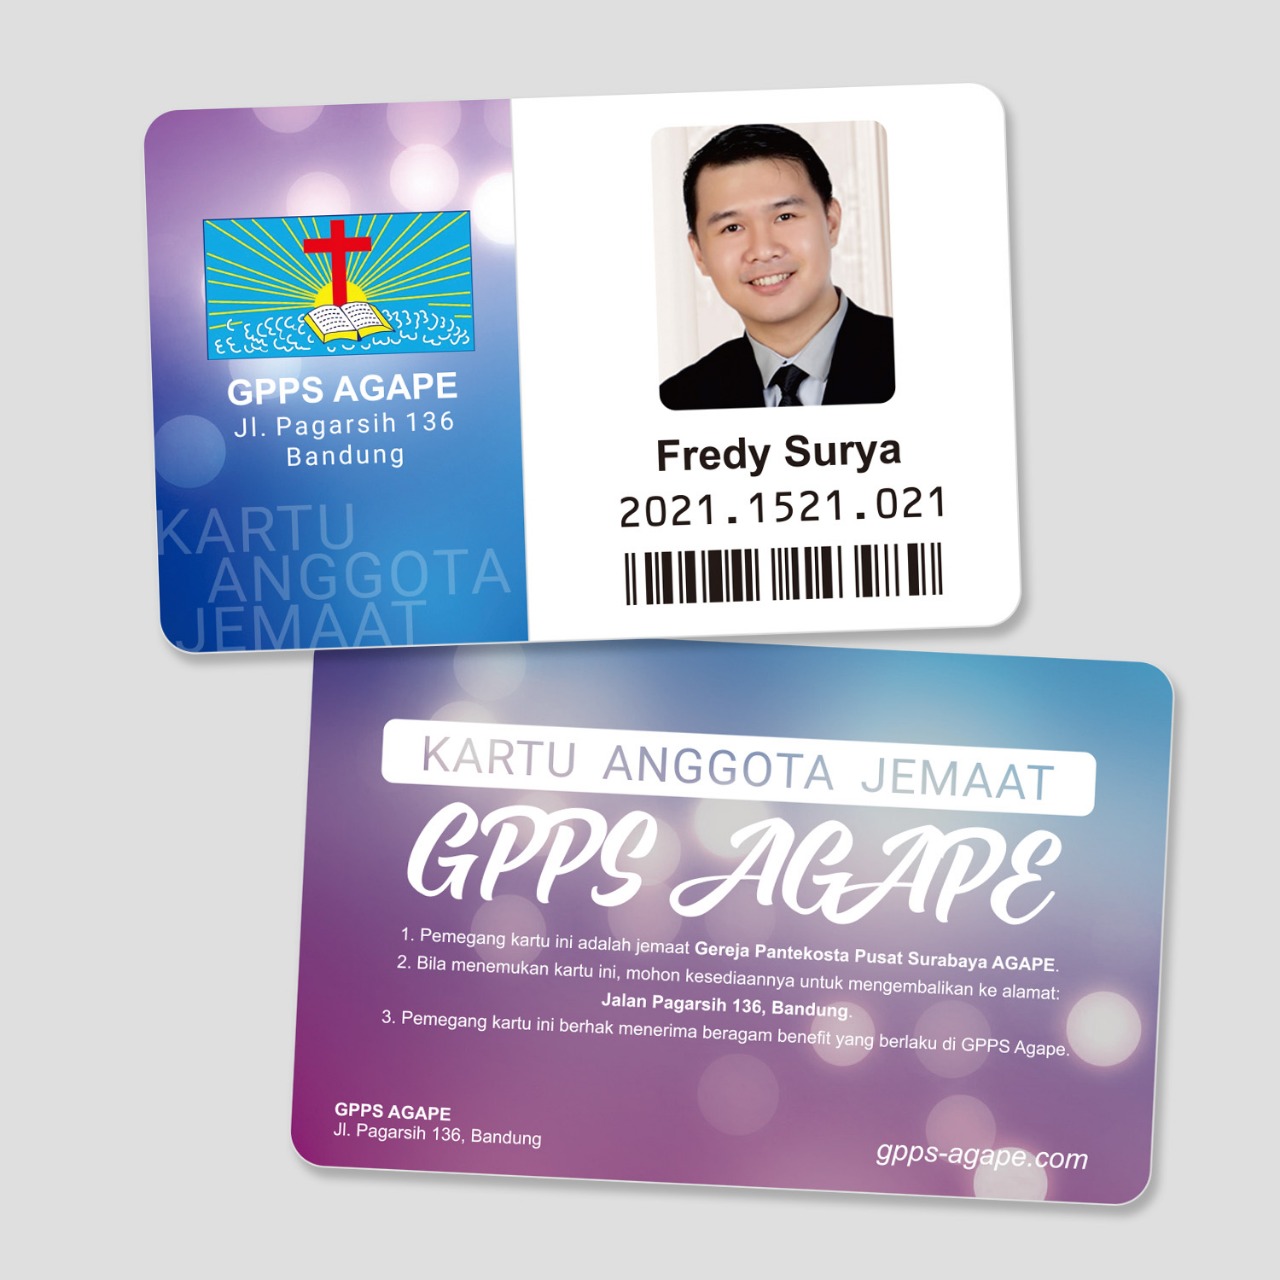 GPPS AGAPE
Jl. Pagarsih 136
Bandung
KARTU
ANGGOTA
JEMAAT
Fredy Surya
2021.1521.021
KARTU ANGGOTA JEMAAT
GPPS AGAPE
1. Pemegang kartu ini adalah jemaat Gereja Pantekosta Pusat Surabaya AGAPE.
2. Bila menemukan kartu ini, mohon kesediaannya untuk mengembalikan ke alamat:
Jalan Pagarsih 136, Bandung.
3. Pemegang kartu ini berhak menerima beragam benefit yang berlaku di GPPS Agape.
GPPS AGAPE
Jl. Pagarsih 136, Bandung
gpps-agape.com